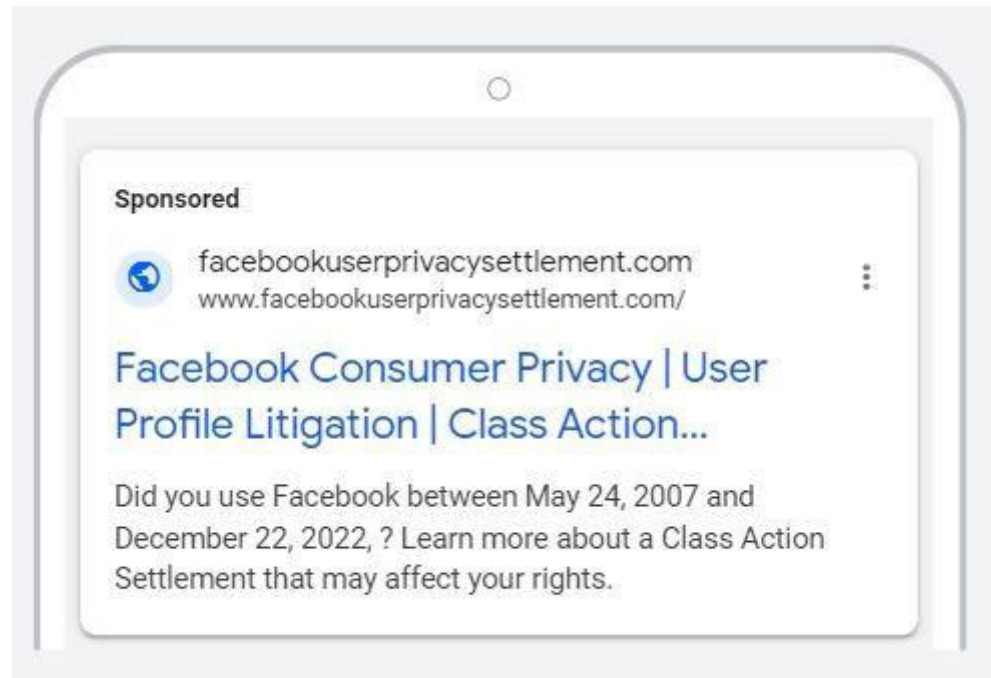 Sponsored
facebookuserprivacysettlement.com
www.facebookuserprivacysettlement.com/
Facebook Consumer Privacy | User
Profile Litigation | Class Action...
Did you use Facebook between May 24, 2007 and
December 22, 2022, ? Learn more about a Class Action
Settlement that may affect your rights.